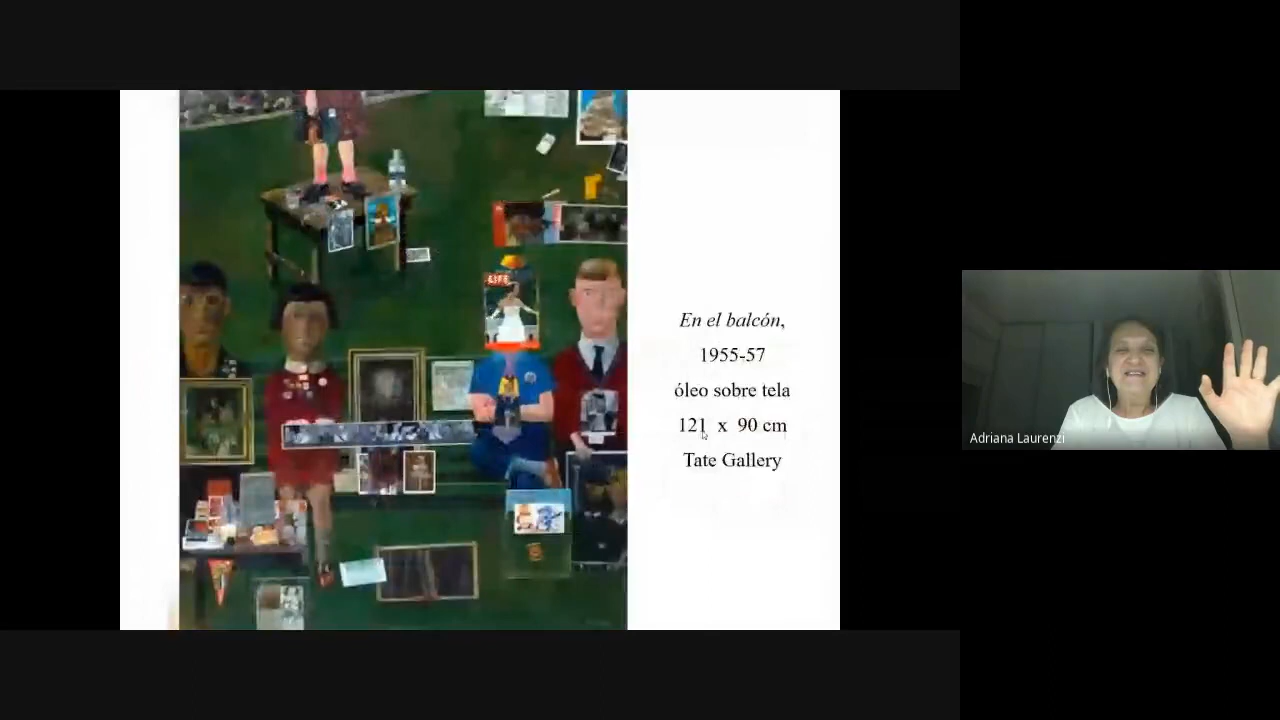 LIFE
En el balcón,
1955-57
óleo sobre tela
121 x 90 cm
Tate Gallery
Adriana Laurenzi